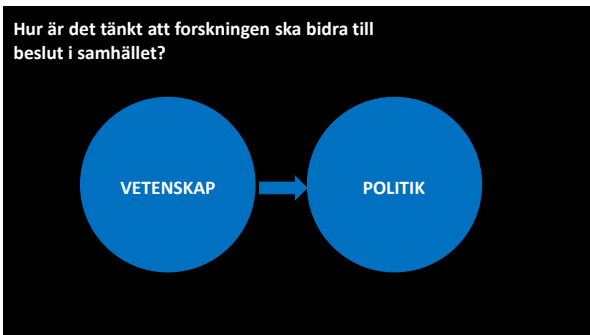 Hur är det tänkt att forskningen ska bidra till
beslut i samhället?
VETENSKAP
POLITIK